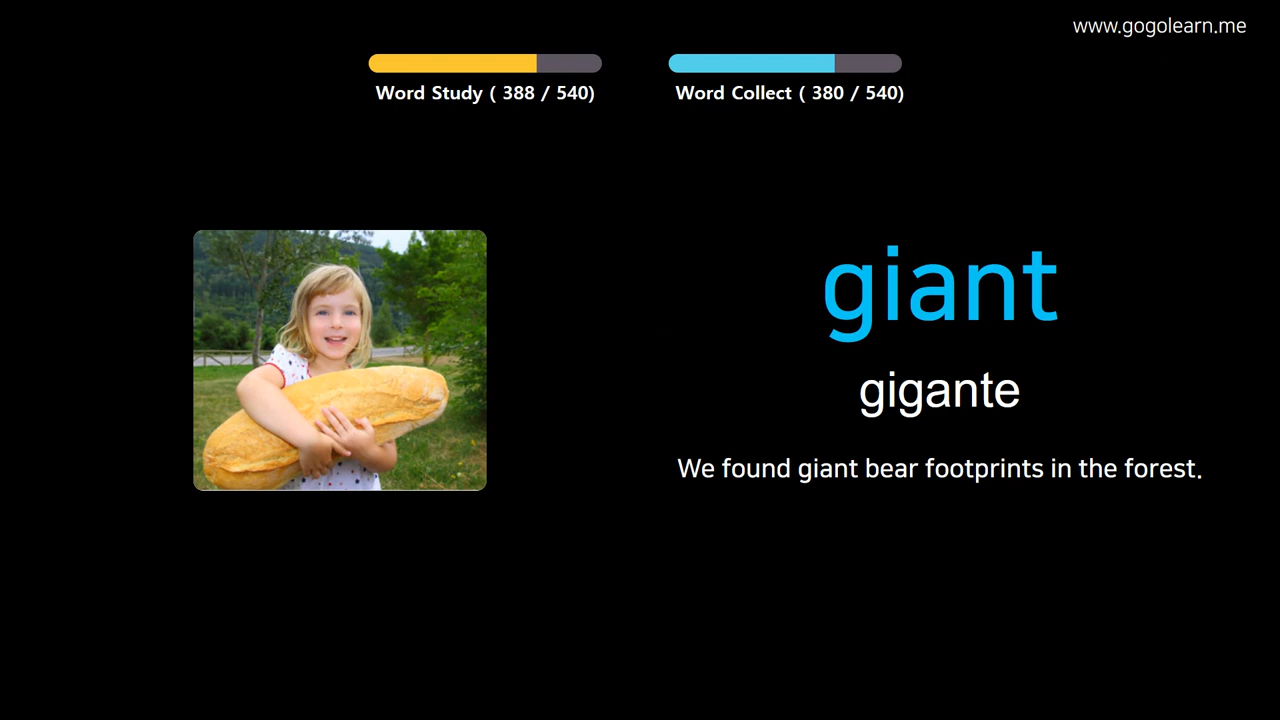 www.gogolearn.me
Word Study ( 388 / 540)
Word Collect ( 380 / 540)
giant
gigante
We found giant bear footprints in the forest.